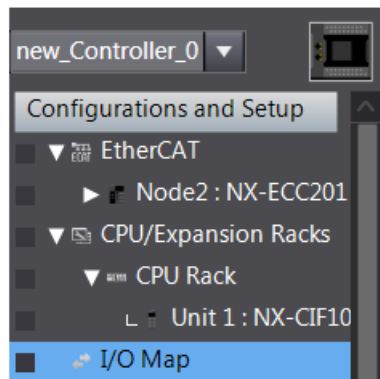 new_Controller_0
Configurations and Setup
EtherCAT
Node2 : NX-ECC201
CPU/Expansion Racks
CPU Rack
Unit 1 : NX-CIF10
I/O Map